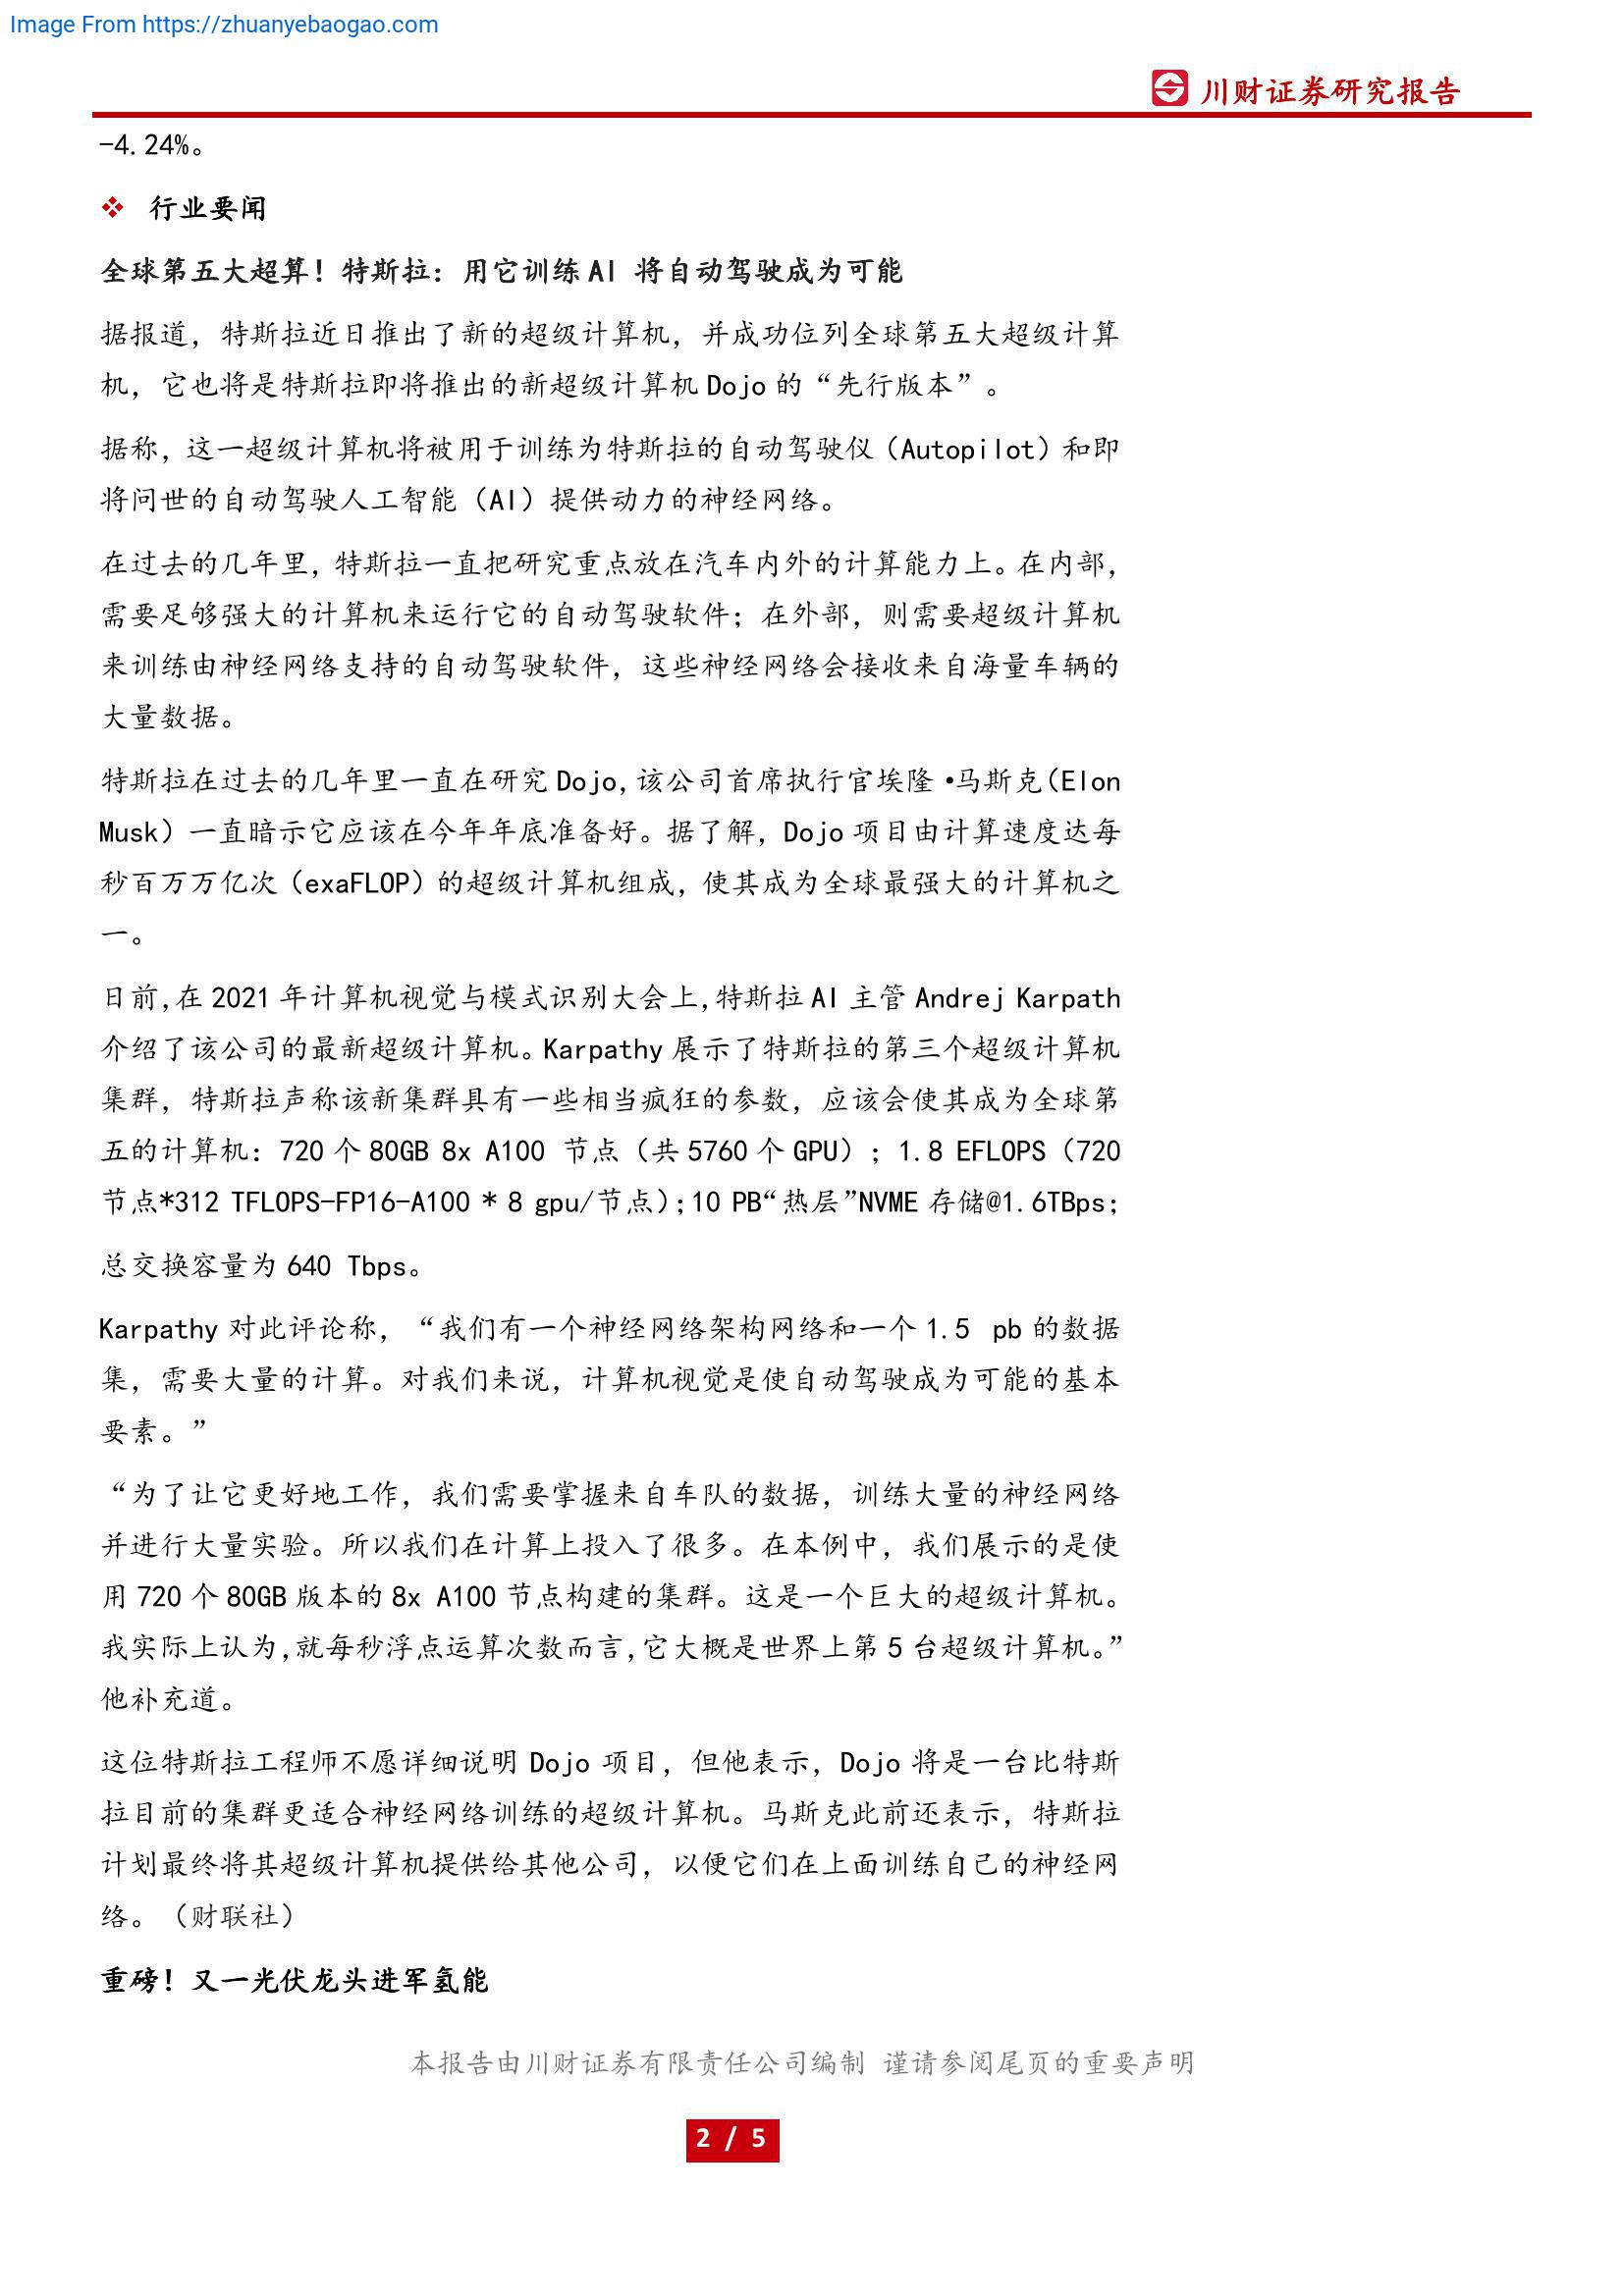 Image From https://zhuanyebaogao.com
川财证券研究报告
-4.24%。
❖ 行业要闻
全球第五大超算！特斯拉：用它训练AI 将自动驾驶成为可能
据报道，特斯拉近日推出了新的超级计算机，并成功位列全球第五大超级计算
机，它也将是特斯拉即将推出的新超级计算机 Dojo 的“先行版本”。
据称，这一超级计算机将被用于训练为特斯拉的自动驾驶仪（Autopilot）和即
将问世的自动驾驶人工智能（AI）提供动力的神经网络。
在过去的几年里，特斯拉一直把研究重点放在汽车内外的计算能力上。在内部，
需要足够强大的计算机来运行它的自动驾驶软件；在外部，则需要超级计算机
来训练由神经网络支持的自动驾驶软件，这些神经网络会接收来自海量车辆的
大量数据。
特斯拉在过去的几年里一直在研究 Dojo,该公司首席执行官埃隆·马斯克（Elon
Musk）一直暗示它应该在今年年底准备好。据了解，Dojo 项目由计算速度达每
秒百万万亿次（exaFLOP）的超级计算机组成，使其成为全球最强大的计算机之
一。
日前,在 2021 年计算机视觉与模式识别大会上,特斯拉 AI 主管 Andrej Karpath
介绍了该公司的最新超级计算机。Karpathy 展示了特斯拉的第三个超级计算机
集群，特斯拉声称该新集群具有一些相当疯狂的参数，应该会使其成为全球第
五的计算机：720 个 80GB 8x A100 节点（共 5760 个 GPU）；1.8 EFLOPS（720
节点*312 TFLOPS-FP16-A100 * 8 gpu/节点）;10 PB“热层”NVME 存储@1.6TBps；
总交换容量为 640 Tbps。
Karpathy 对此评论称，“我们有一个神经网络架构网络和一个 1.5 pb 的数据
集，需要大量的计算。对我们来说，计算机视觉是使自动驾驶成为可能的基本
要素。”
“为了让它更好地工作，我们需要掌握来自车队的数据，训练大量的神经网络
并进行大量实验。所以我们在计算上投入了很多。在本例中，我们展示的是使
用 720 个 80GB 版本的 8x A100 节点构建的集群。这是一个巨大的超级计算机。
我实际上认为,就每秒浮点运算次数而言,它大概是世界上第 5 台超级计算机。”
他补充道。
这位特斯拉工程师不愿详细说明 Dojo 项目，但他表示，Dojo 将是一台比特斯
拉目前的集群更适合神经网络训练的超级计算机。马斯克此前还表示，特斯拉
计划最终将其超级计算机提供给其他公司，以便它们在上面训练自己的神经网
络。（财联社）
重磅！又一光伏龙头进军氢能
本报告由川财证券有限责任公司编制 谨请参阅尾页的重要声明
2 / 5